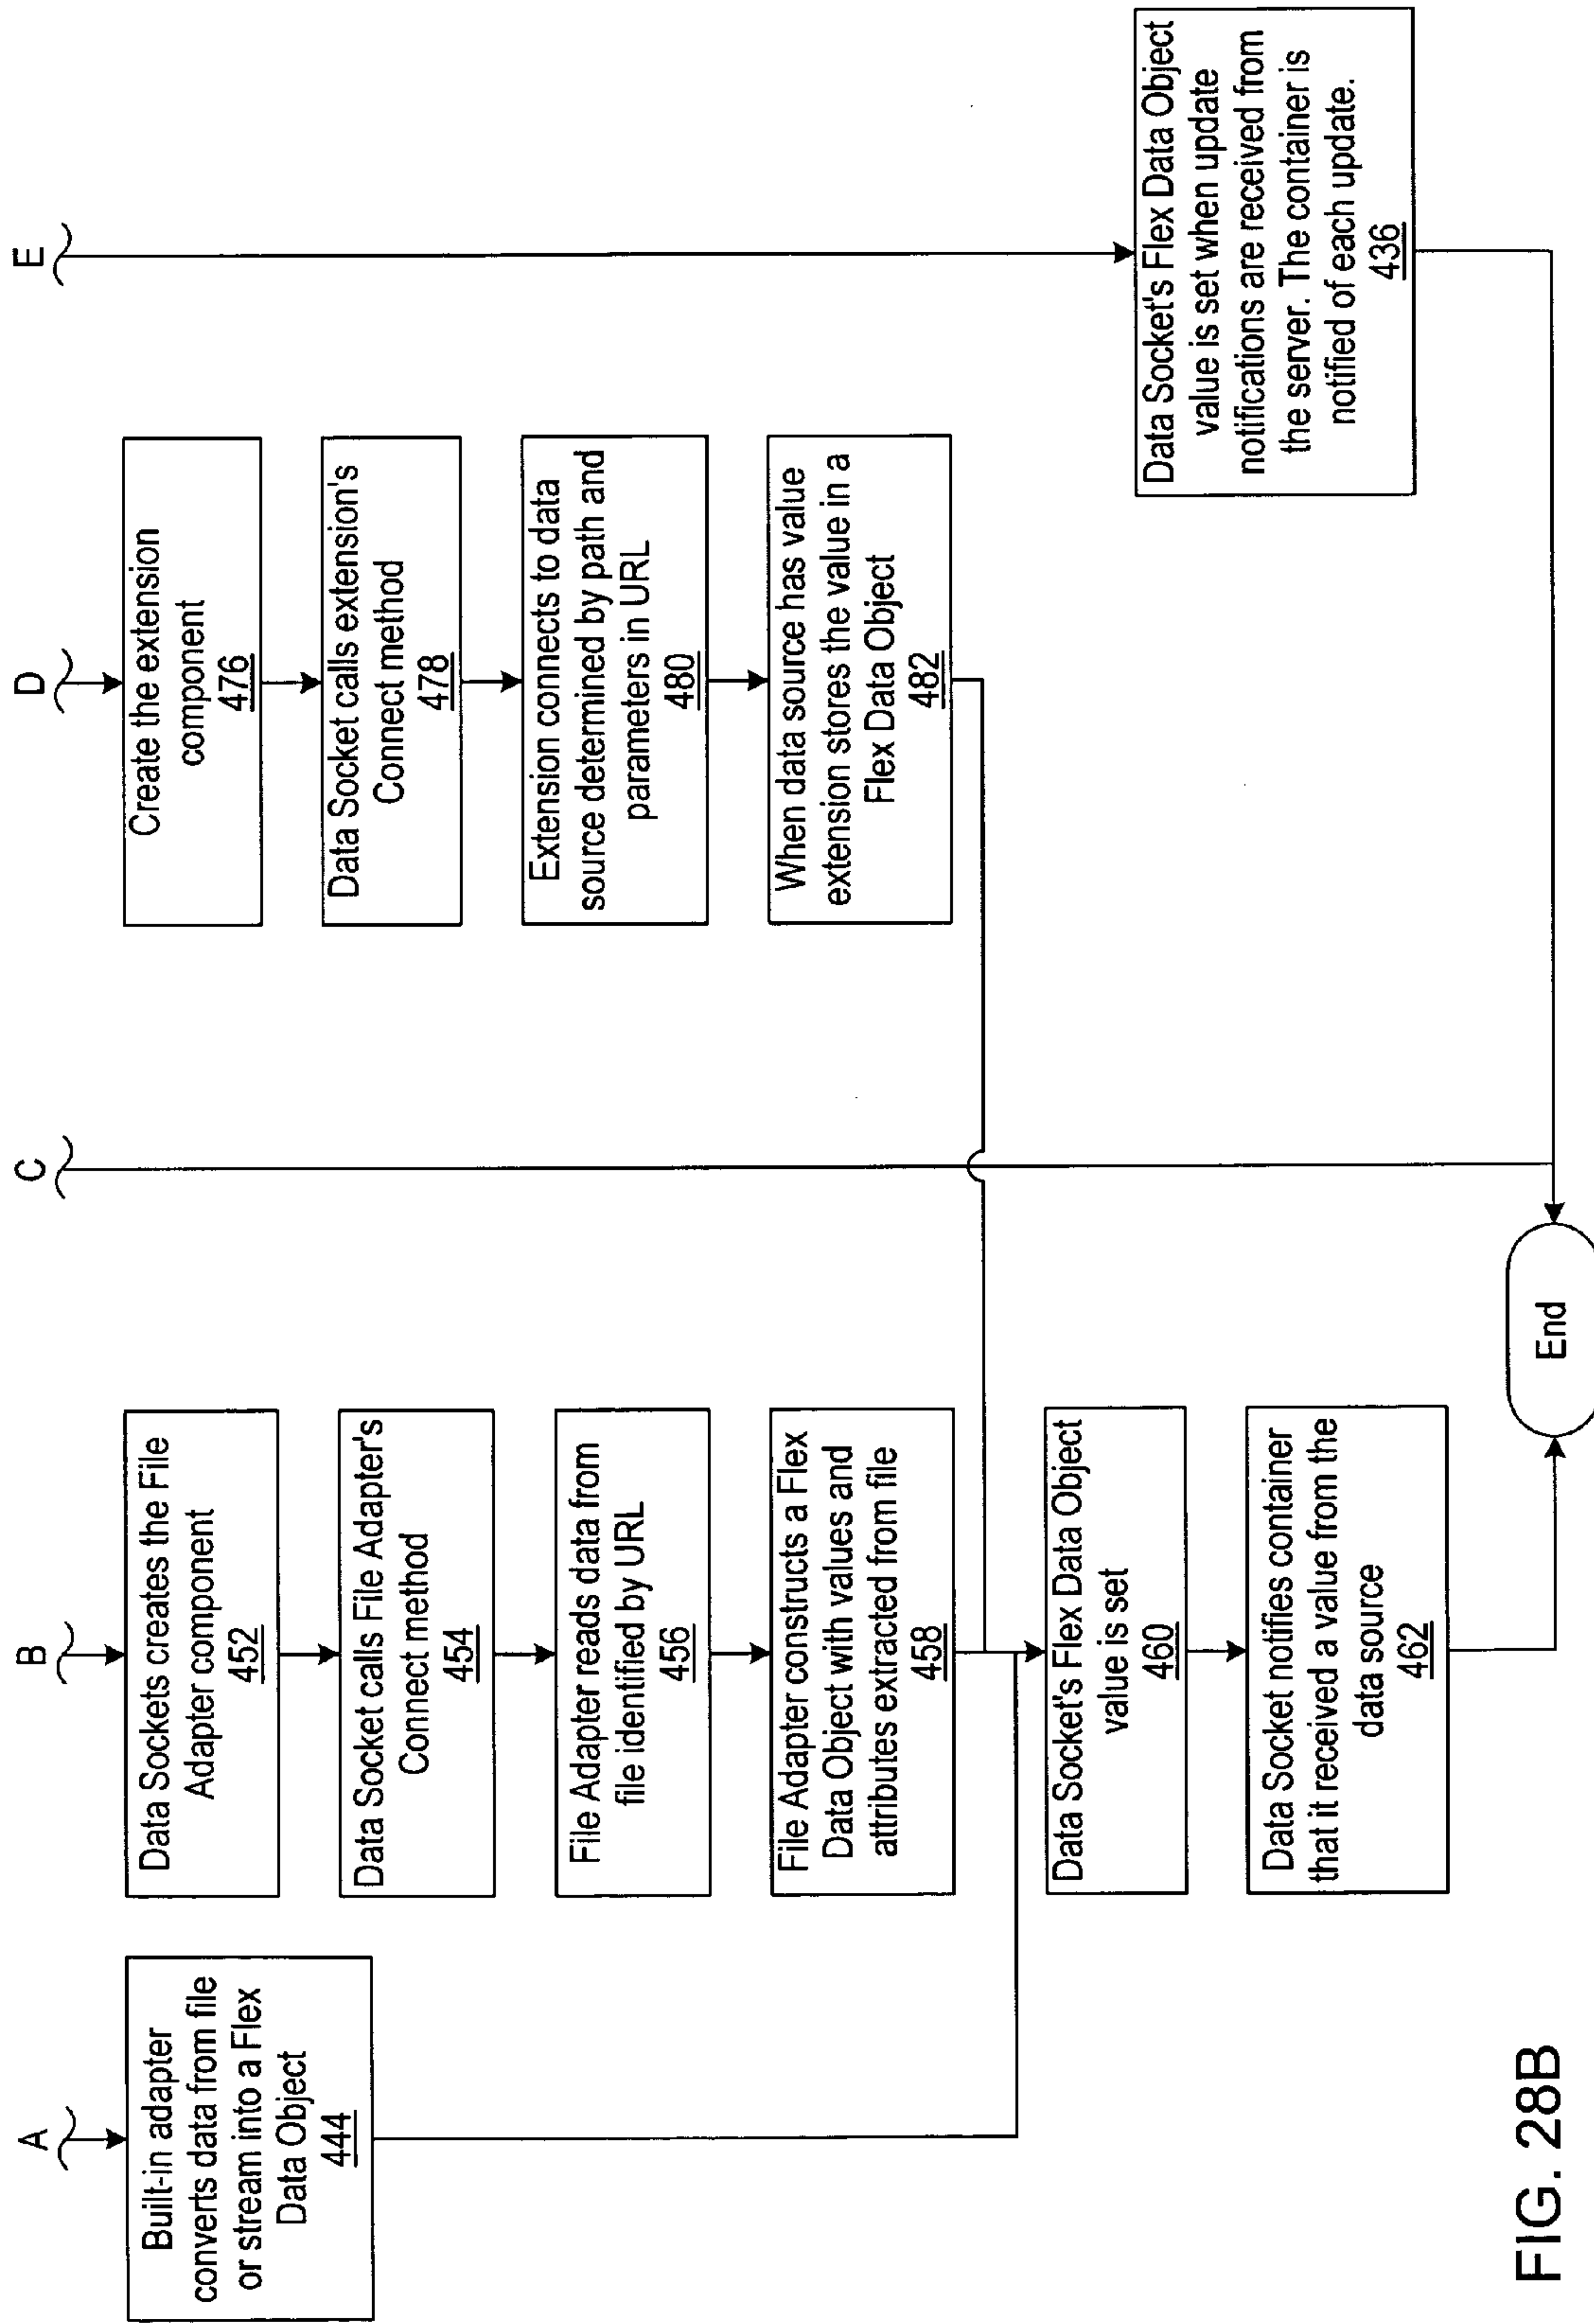 A
Built-in adapter
converts data from file
or stream into a Flex
Data Object
444
B
Data Sockets creates the File
Adapter component
452
Data Socket calls File Adapter's
Connect method
454
File Adapter reads data from
file identified by URL
456
File Adapter constructs a Flex
Data Object with values and
attributes extracted from file
458
Data Socket's Flex Data Object
value is set
460
Data Socket notifies container
that it received a value from the
data source
462
C
D
Create the extension
component
476
Data Socket calls extension's
Connect method
478
Extension connects to data
source determined by path and
parameters in URL
480
When data source has value
extension stores the value in a
Flex Data Object
482
E
Data Socket's Flex Data Object
value is set when update
notifications are received from
the server. The container is
notified of each update.
436
End
FIG. 28B